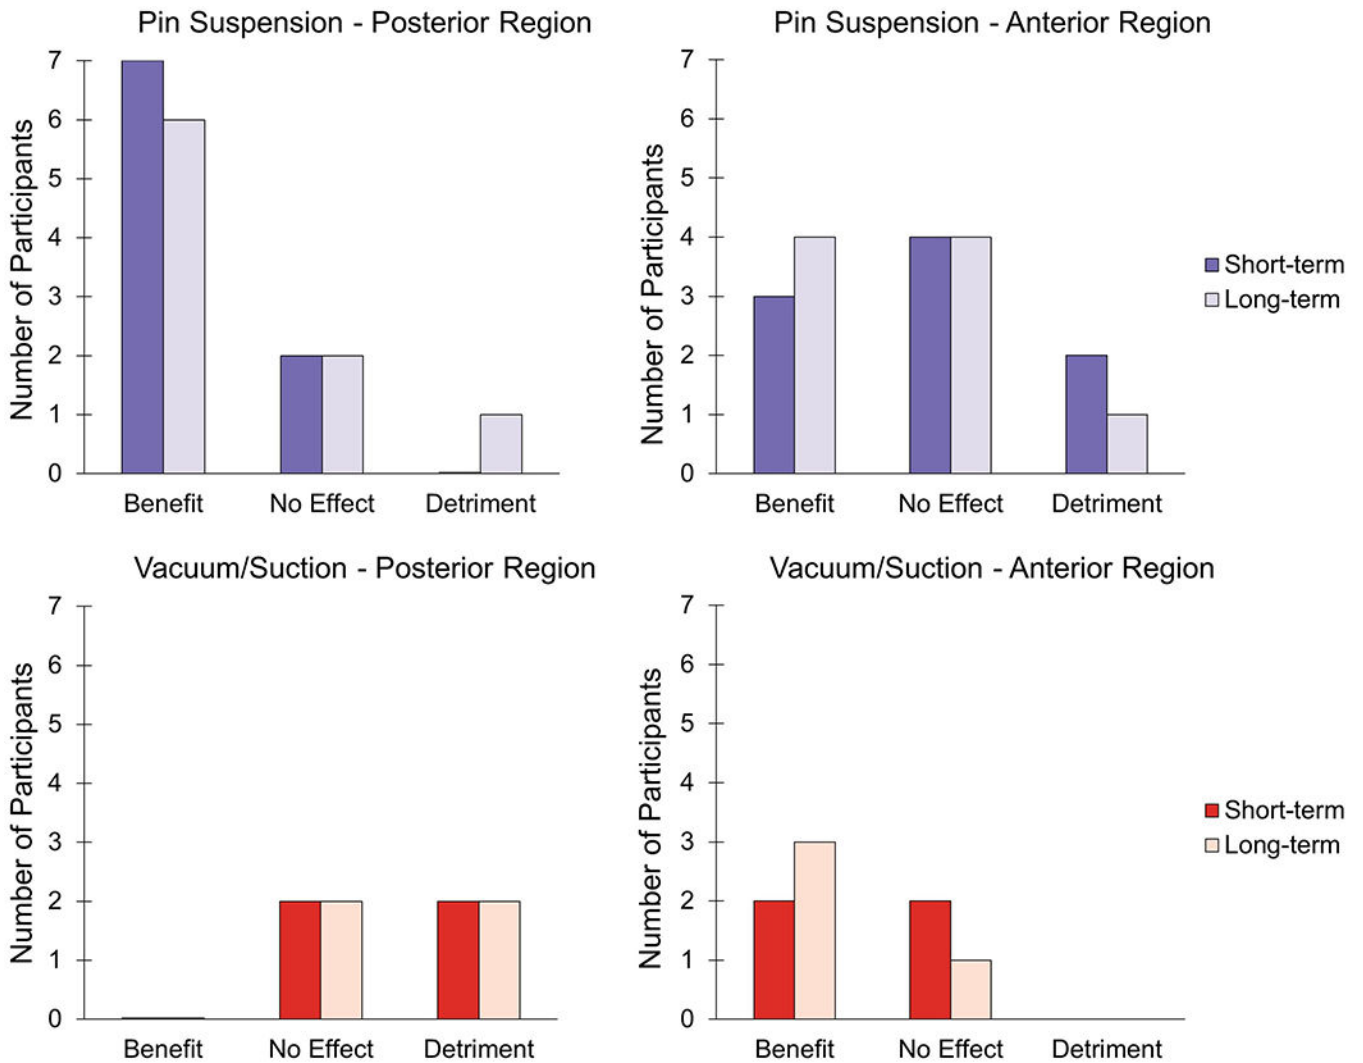 Pin Suspension - Posterior Region
Number of Participants
7
6
5
4
3
2
1
0
Benefit No Effect Detriment
Pin Suspension - Anterior Region
Number of Participants
7
6
5
4
3
2
1
0
Benefit No Effect Detriment
Short-term
Long-term
Vacuum/Suction - Posterior Region
Number of Participants
7
6
5
4
3
2
1
0
Benefit No Effect Detriment
Vacuum/Suction - Anterior Region
Number of Participants
7
6
5
4
3
2
1
0
Benefit No Effect Detriment
Short-term
Long-term